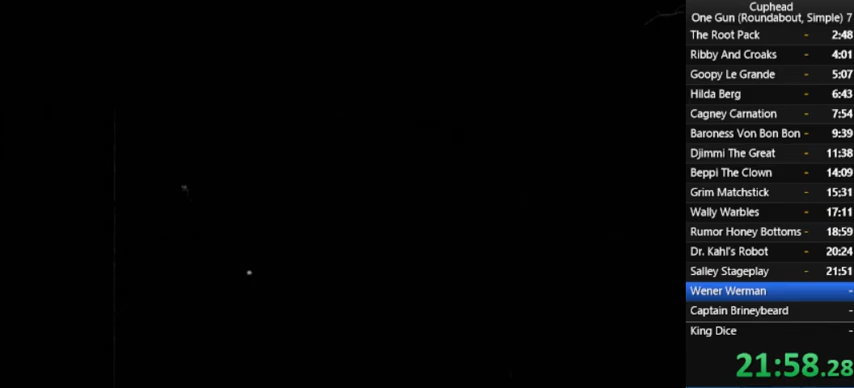 Cuphead
One Gun (Roundabout, Simple) 7
The Root Pack - 2:48
Ribby And Croaks - 4:01
Goopy Le Grande - 5:07
Hilda Berg - 6:43
Cagney Carnation - 7:54
Baroness Von Bon Bon - 9:39
Djimmi The Great - 11:38
Beppi The Clown - 14:09
Grim Matchstick - 15:31
Wally Warbles - 17:11
Rumor Honey Bottoms - 18:59
Dr. Kahl's Robot - 20:24
Salley Stageplay - 21:51
Wener Werman -
Captain Brineybeard -
King Dice -
21:58.28